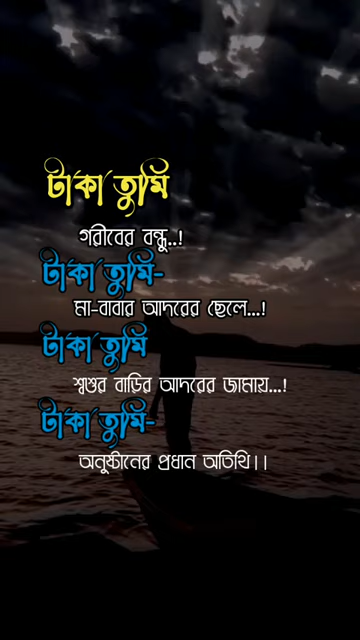 টাকা তুমি
গরীবের বন্ধু..!
টাকা তুমি-
মা-বাবার আদরের ছেলে...!
টাকা তুমি
শ্বশুর বাড়ির আদরের জামায়...!
টাকা তুমি-
অনুষ্ঠানের প্রধান অতিথি।।